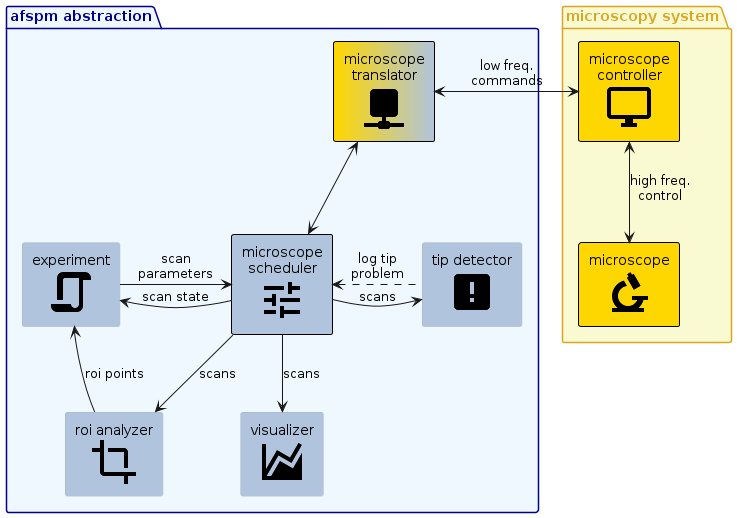 afspm abstraction
microscopy system
microscope
translator
low freq.
commands
microscope
controller
high freq.
control
experiment
scan
parameters
scan state
microscope
scheduler
log tip
problem
scans
tip detector
microscope
roi points
scans
scans
roi analyzer
visualizer